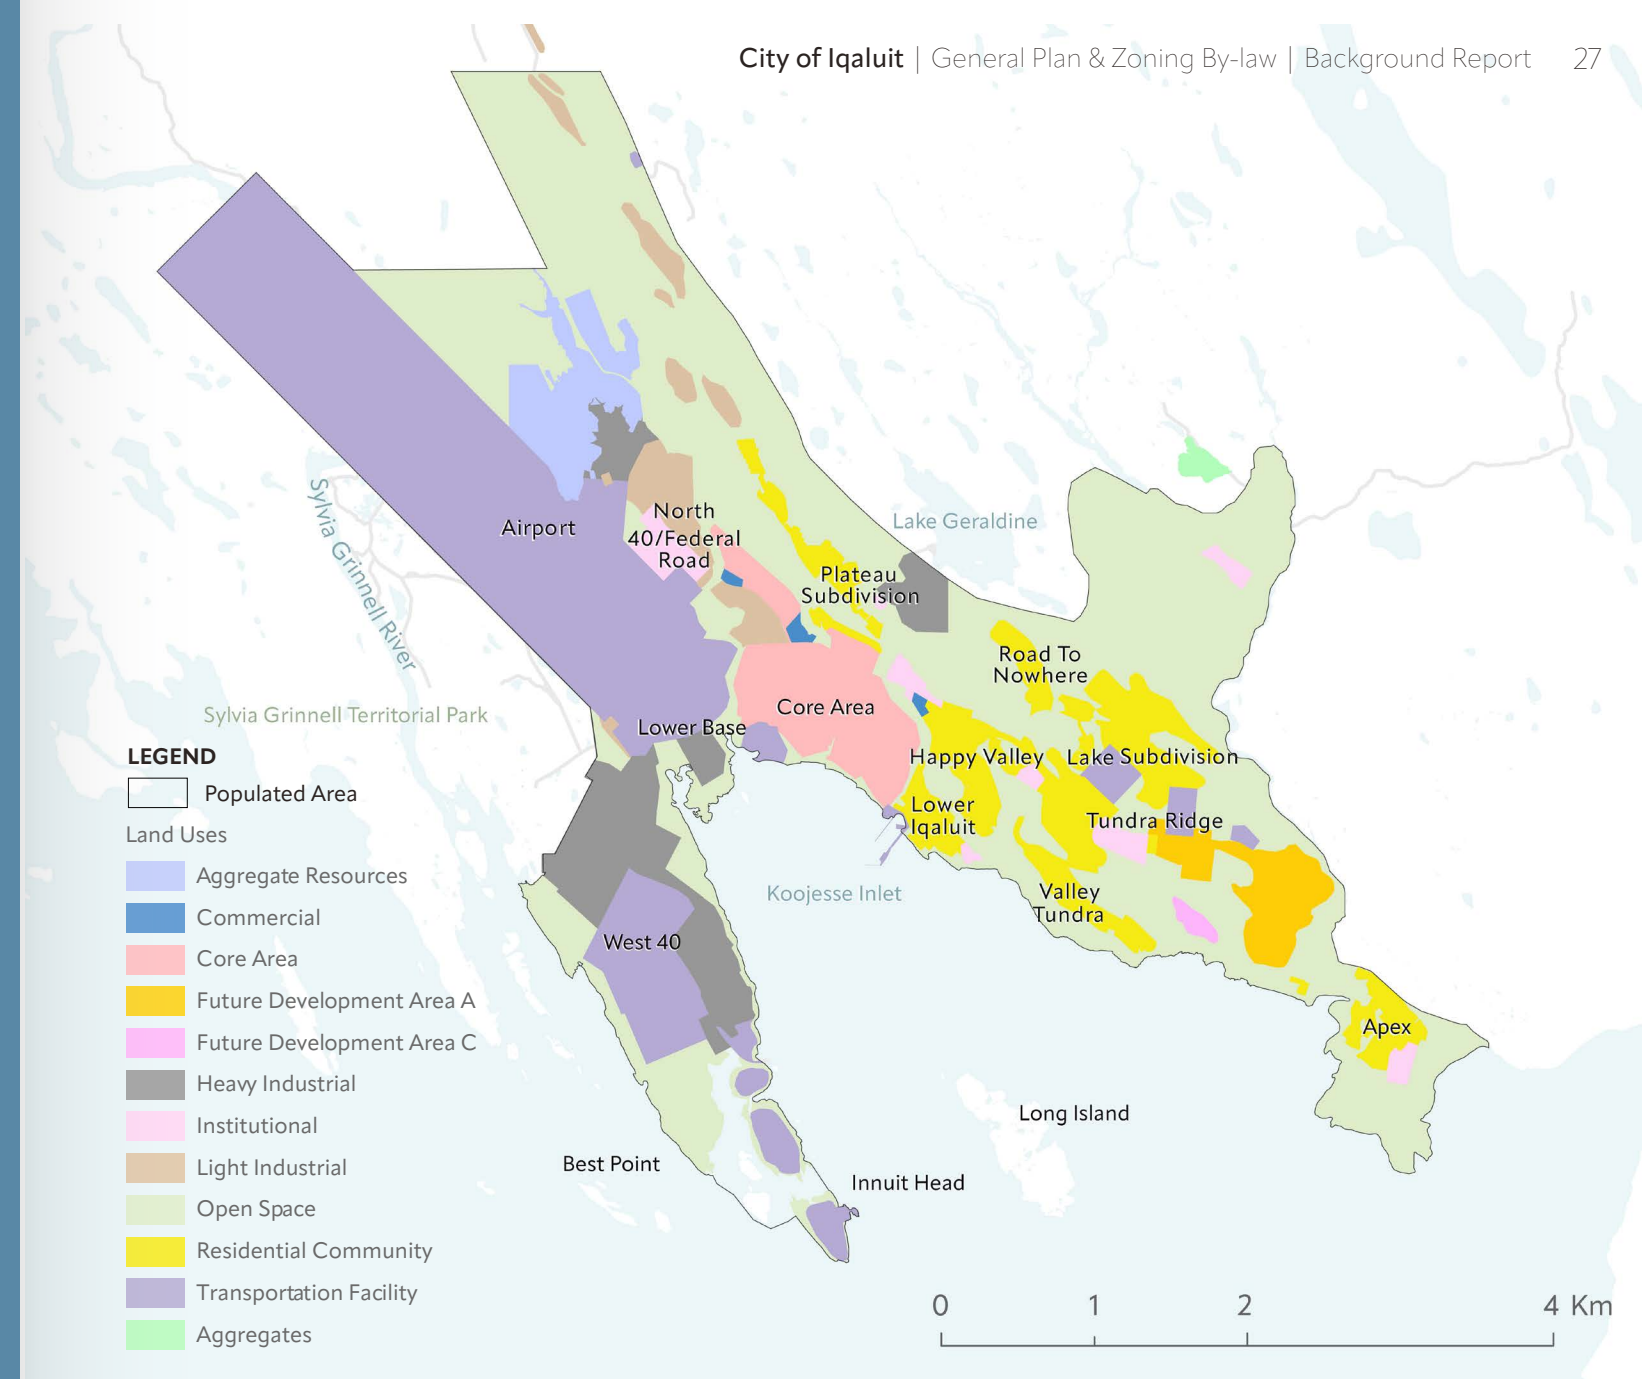 City of Iqaluit | General Plan & Zoning By-law | Background Report 27
Airport
North
40/Federal
Road
Lake Geraldine
Plateau
Subdivision
Sylvia Grinnell River
Road To
Nowhere
Sylvia Grinnell Territorial Park
Core Area
Lower Base
Happy Valley
Lake Subdivision
Lower
Iqaluit
Tundra Ridge
Koojesse Inlet
Valley
Tundra
West 40
Apex
Long Island
Best Point
Innuit Head
LEGEND
Populated Area
Land Uses
Aggregate Resources
Commercial
Core Area
Future Development Area A
Future Development Area C
Heavy Industrial
Institutional
Light Industrial
Open Space
Residential Community
Transportation Facility
Aggregates
0 1 2 4 Km